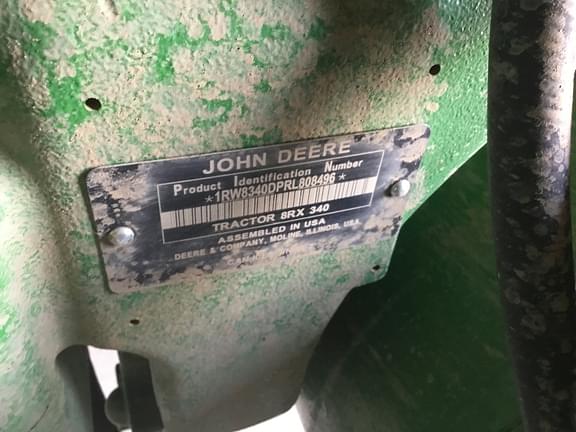 JOHN DEERE
Product Identification Number
*1RW8340DPRL808496*
TRACTOR 8RX 340
ASSEMBLED IN USA
DEERE & COMPANY, MOLINE, ILLINOIS, USA